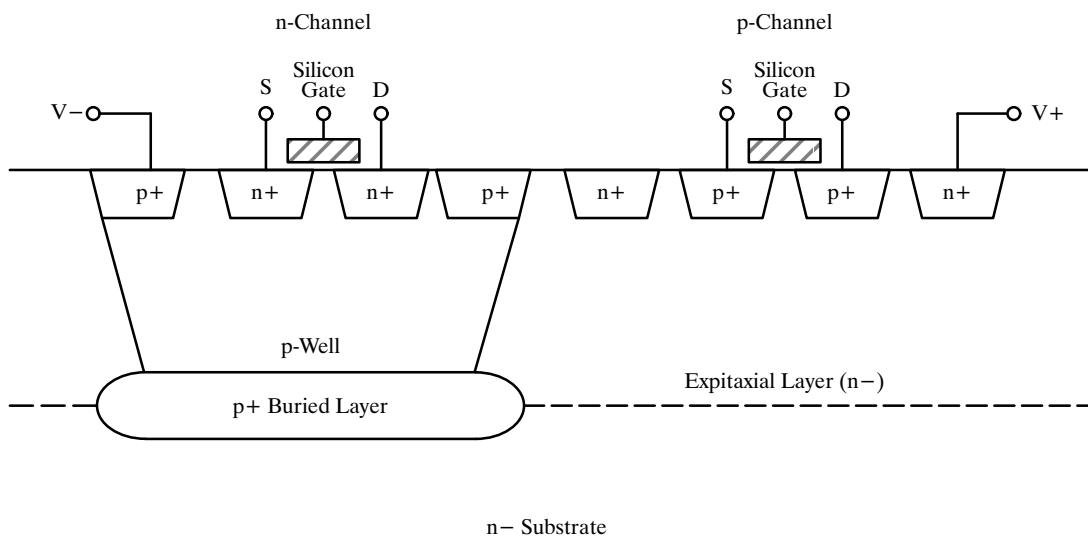 n-Channel
p-Channel
Silicon
Gate
S
D
Silicon
Gate
S
D
V−
V+
p+
n+
n+
p+
n+
p+
p+
n+
p-Well
Expitaxial Layer (n−)
p+ Buried Layer
n− Substrate